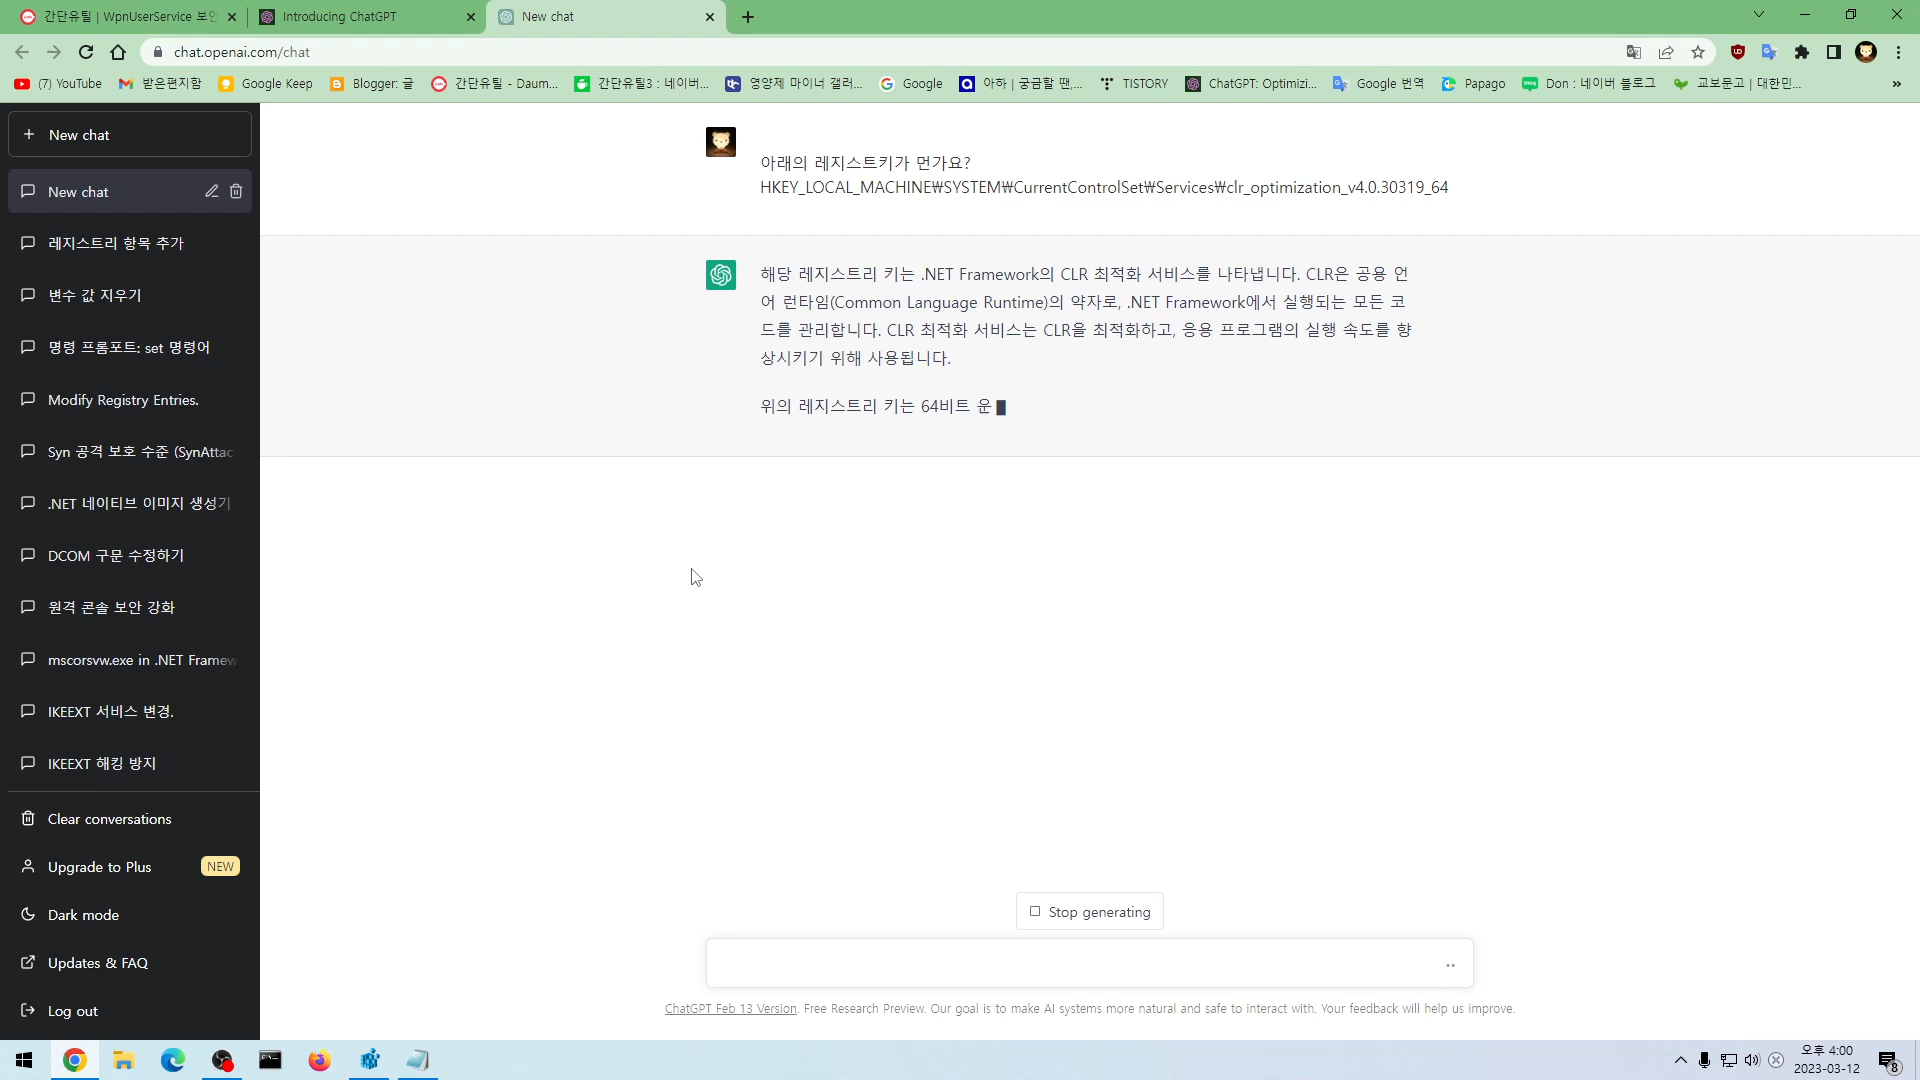 간단유틸 | WpnUserService 보안
Introducing ChatGPT
New chat
chat.openai.com/chat
(7) YouTube
받은편지함
Google Keep
Blogger: 글
간단유틸 - Daum...
간단유틸3 : 네이버...
영양제 마이너 갤러...
Google
아하 | 궁금할 땐,...
TISTORY
ChatGPT: Optimizi...
Google 번역
Papago
Don : 네이버 블로그
교보문고 | 대한민...
»
+ New chat
New chat
레지스트리 항목 추가
변수 값 지우기
명령 프롬포트: set 명령어
Modify Registry Entries.
Syn 공격 보호 수준 (SynAttac
.NET 네이티브 이미지 생성기
DCOM 구문 수정하기
원격 콘솔 보안 강화
mscorsvw.exe in .NET Framew
IKEEXT 서비스 변경.
IKEEXT 해킹 방지
Clear conversations
Upgrade to Plus
NEW
Dark mode
Updates & FAQ
Log out
아래의 레지스트키가 먼가요?
HKEY_LOCAL_MACHINE₩SYSTEM₩CurrentControlSet₩Services₩clr_optimization_v4.0.30319_64
해당 레지스트리 키는 .NET Framework의 CLR 최적화 서비스를 나타냅니다. CLR은 공용 언
어 런타임(Common Language Runtime)의 약자로, .NET Framework에서 실행되는 모든 코
드를 관리합니다. CLR 최적화 서비스는 CLR을 최적화하고, 응용 프로그램의 실행 속도를 향
상시키기 위해 사용됩니다.
위의 레지스트리 키는 64비트 운
Stop generating
ChatGPT Feb 13 Version. Free Research Preview. Our goal is to make AI systems more natural and safe to interact with. Your feedback will help us improve.
오후 4:00
2023-03-12
8